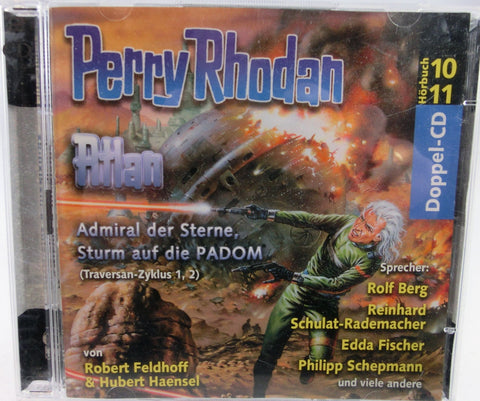 Perry Rhodan
Hörbuch 10
11
Doppel-CD
Atlan
Admiral der Sterne,
Sturm auf die PADOM
(Traversan-Zyklus 1, 2)
Sprecher:
Rolf Berg
Reinhard
Schulat-Rademacher
Edda Fischer
Philipp Schepmann
und viele andere
von
Robert Feldhoff
& Hubert Haensel